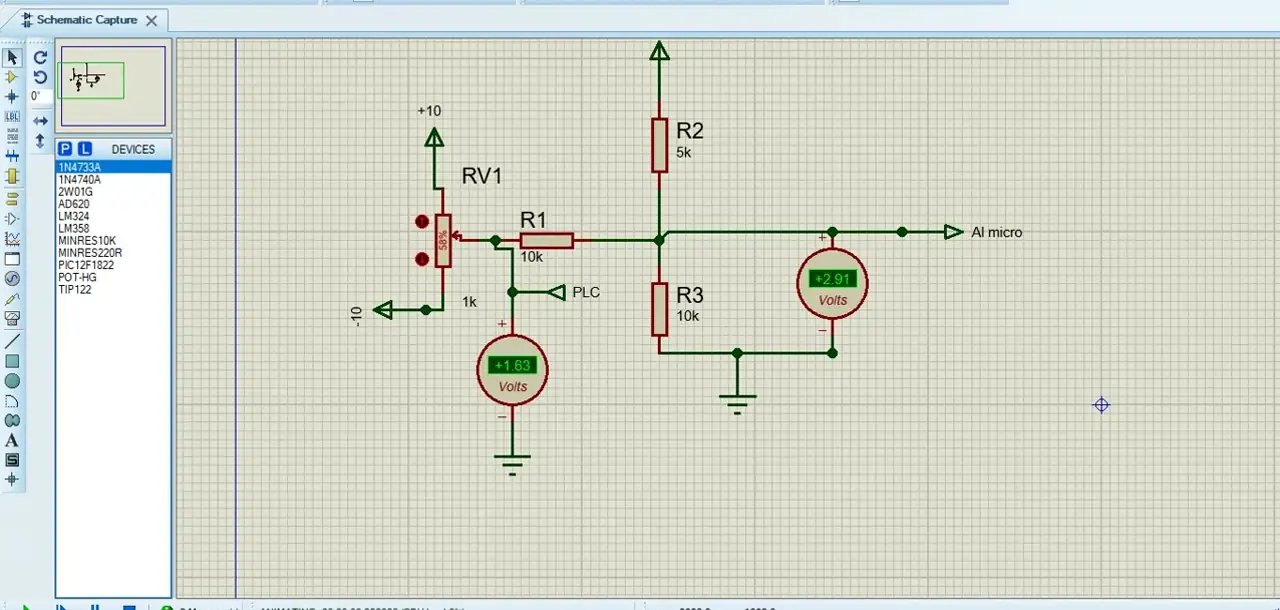 Schematic Capture
0°
P L DEVICES
1N4733A
1N4740A
2W01G
AD620
LM324
LM358
MINRES10K
MINRES220R
PIC12F1822
POT-HG
TIP122
+10
RV1
58%
1k
-10
R1
10k
PLC
+
+1.63
Volts
−
R2
5k
R3
10k
+
+2.91
Volts
−
Al micro